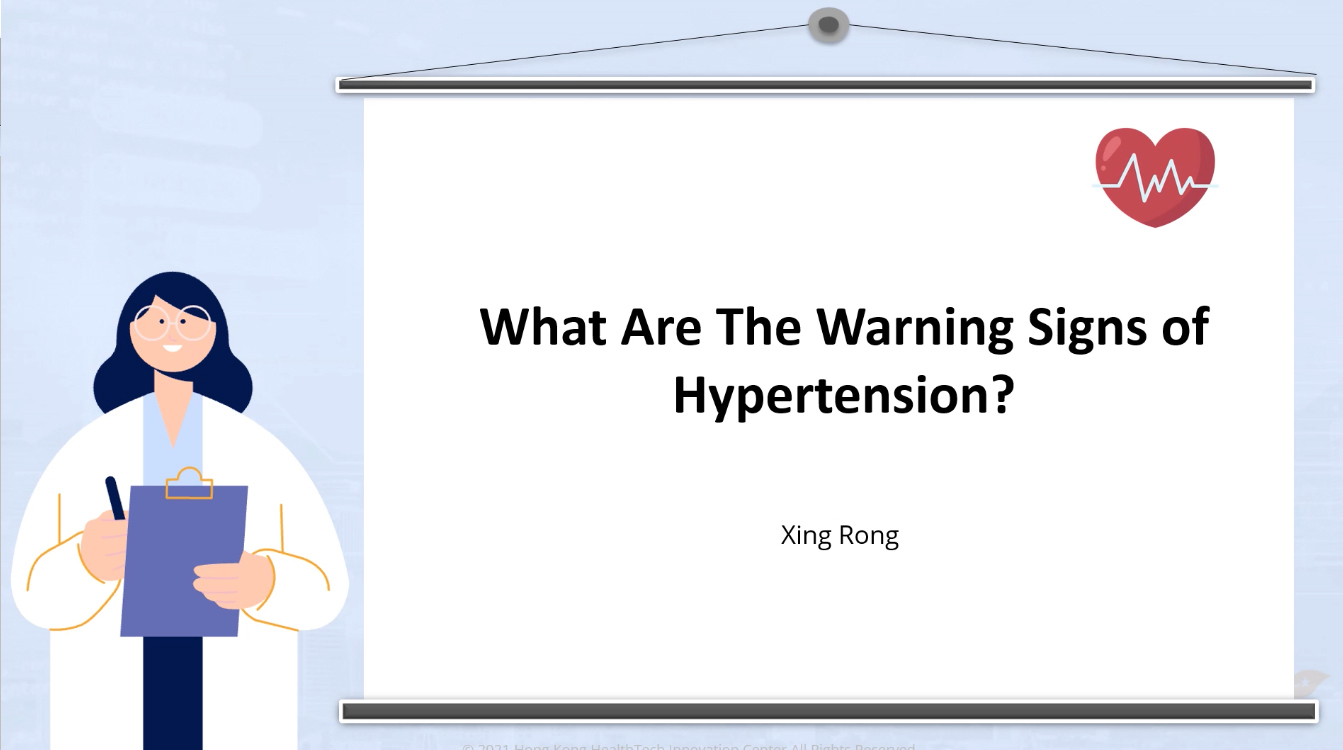 What Are The Warning Signs of
Hypertension?
Xing Rong
© 2021 Hong Kong HealthTech Innovation Center All Rights Reserved